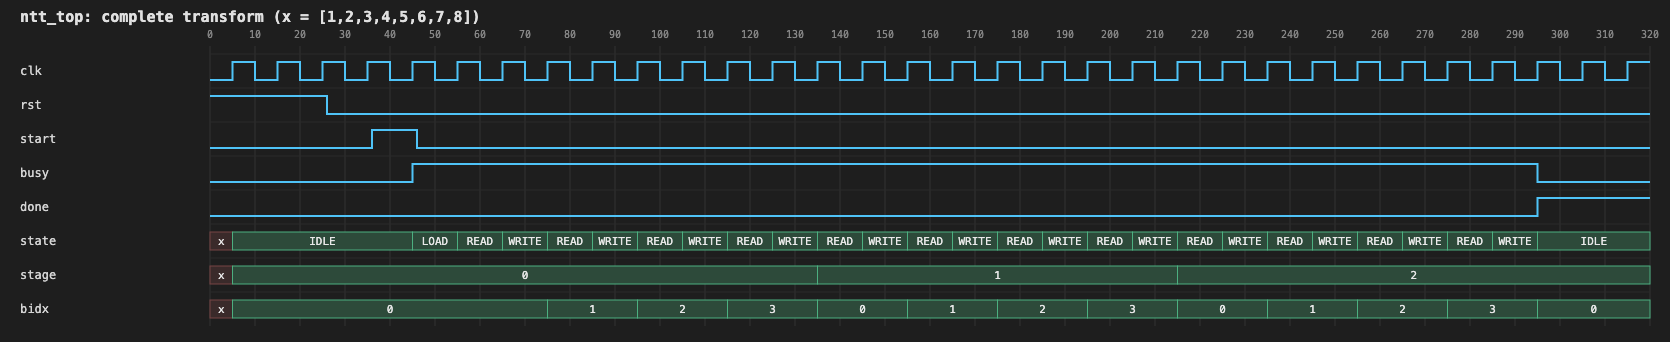 ntt_top: complete transform (x = [1,2,3,4,5,6,7,8])
0 10 20 30 40 50 60 70 80 90 100 110 120 130 140 150 160 170 180 190 200 210 220 230 240 250 260 270 280 290 300 310 320
clk
rst
start
busy
done
state x IDLE LOAD READ WRITE READ WRITE READ WRITE READ WRITE READ WRITE READ WRITE READ WRITE READ WRITE READ WRITE READ WRITE READ WRITE READ WRITE IDLE
stage x 0 1 2
bidx x 0 1 2 3 0 1 2 3 0 1 2 3 0